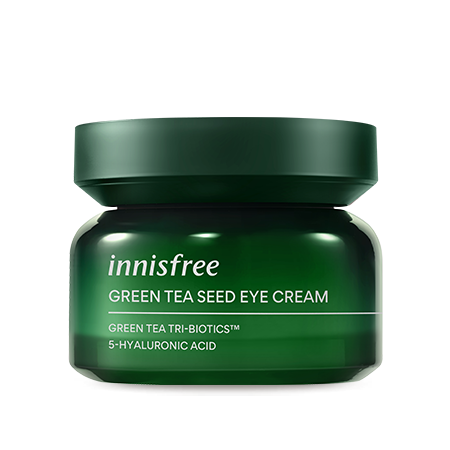 innisfree
GREEN TEA SEED EYE CREAM
GREEN TEA TRI-BIOTICS™
5-HYALURONIC ACID